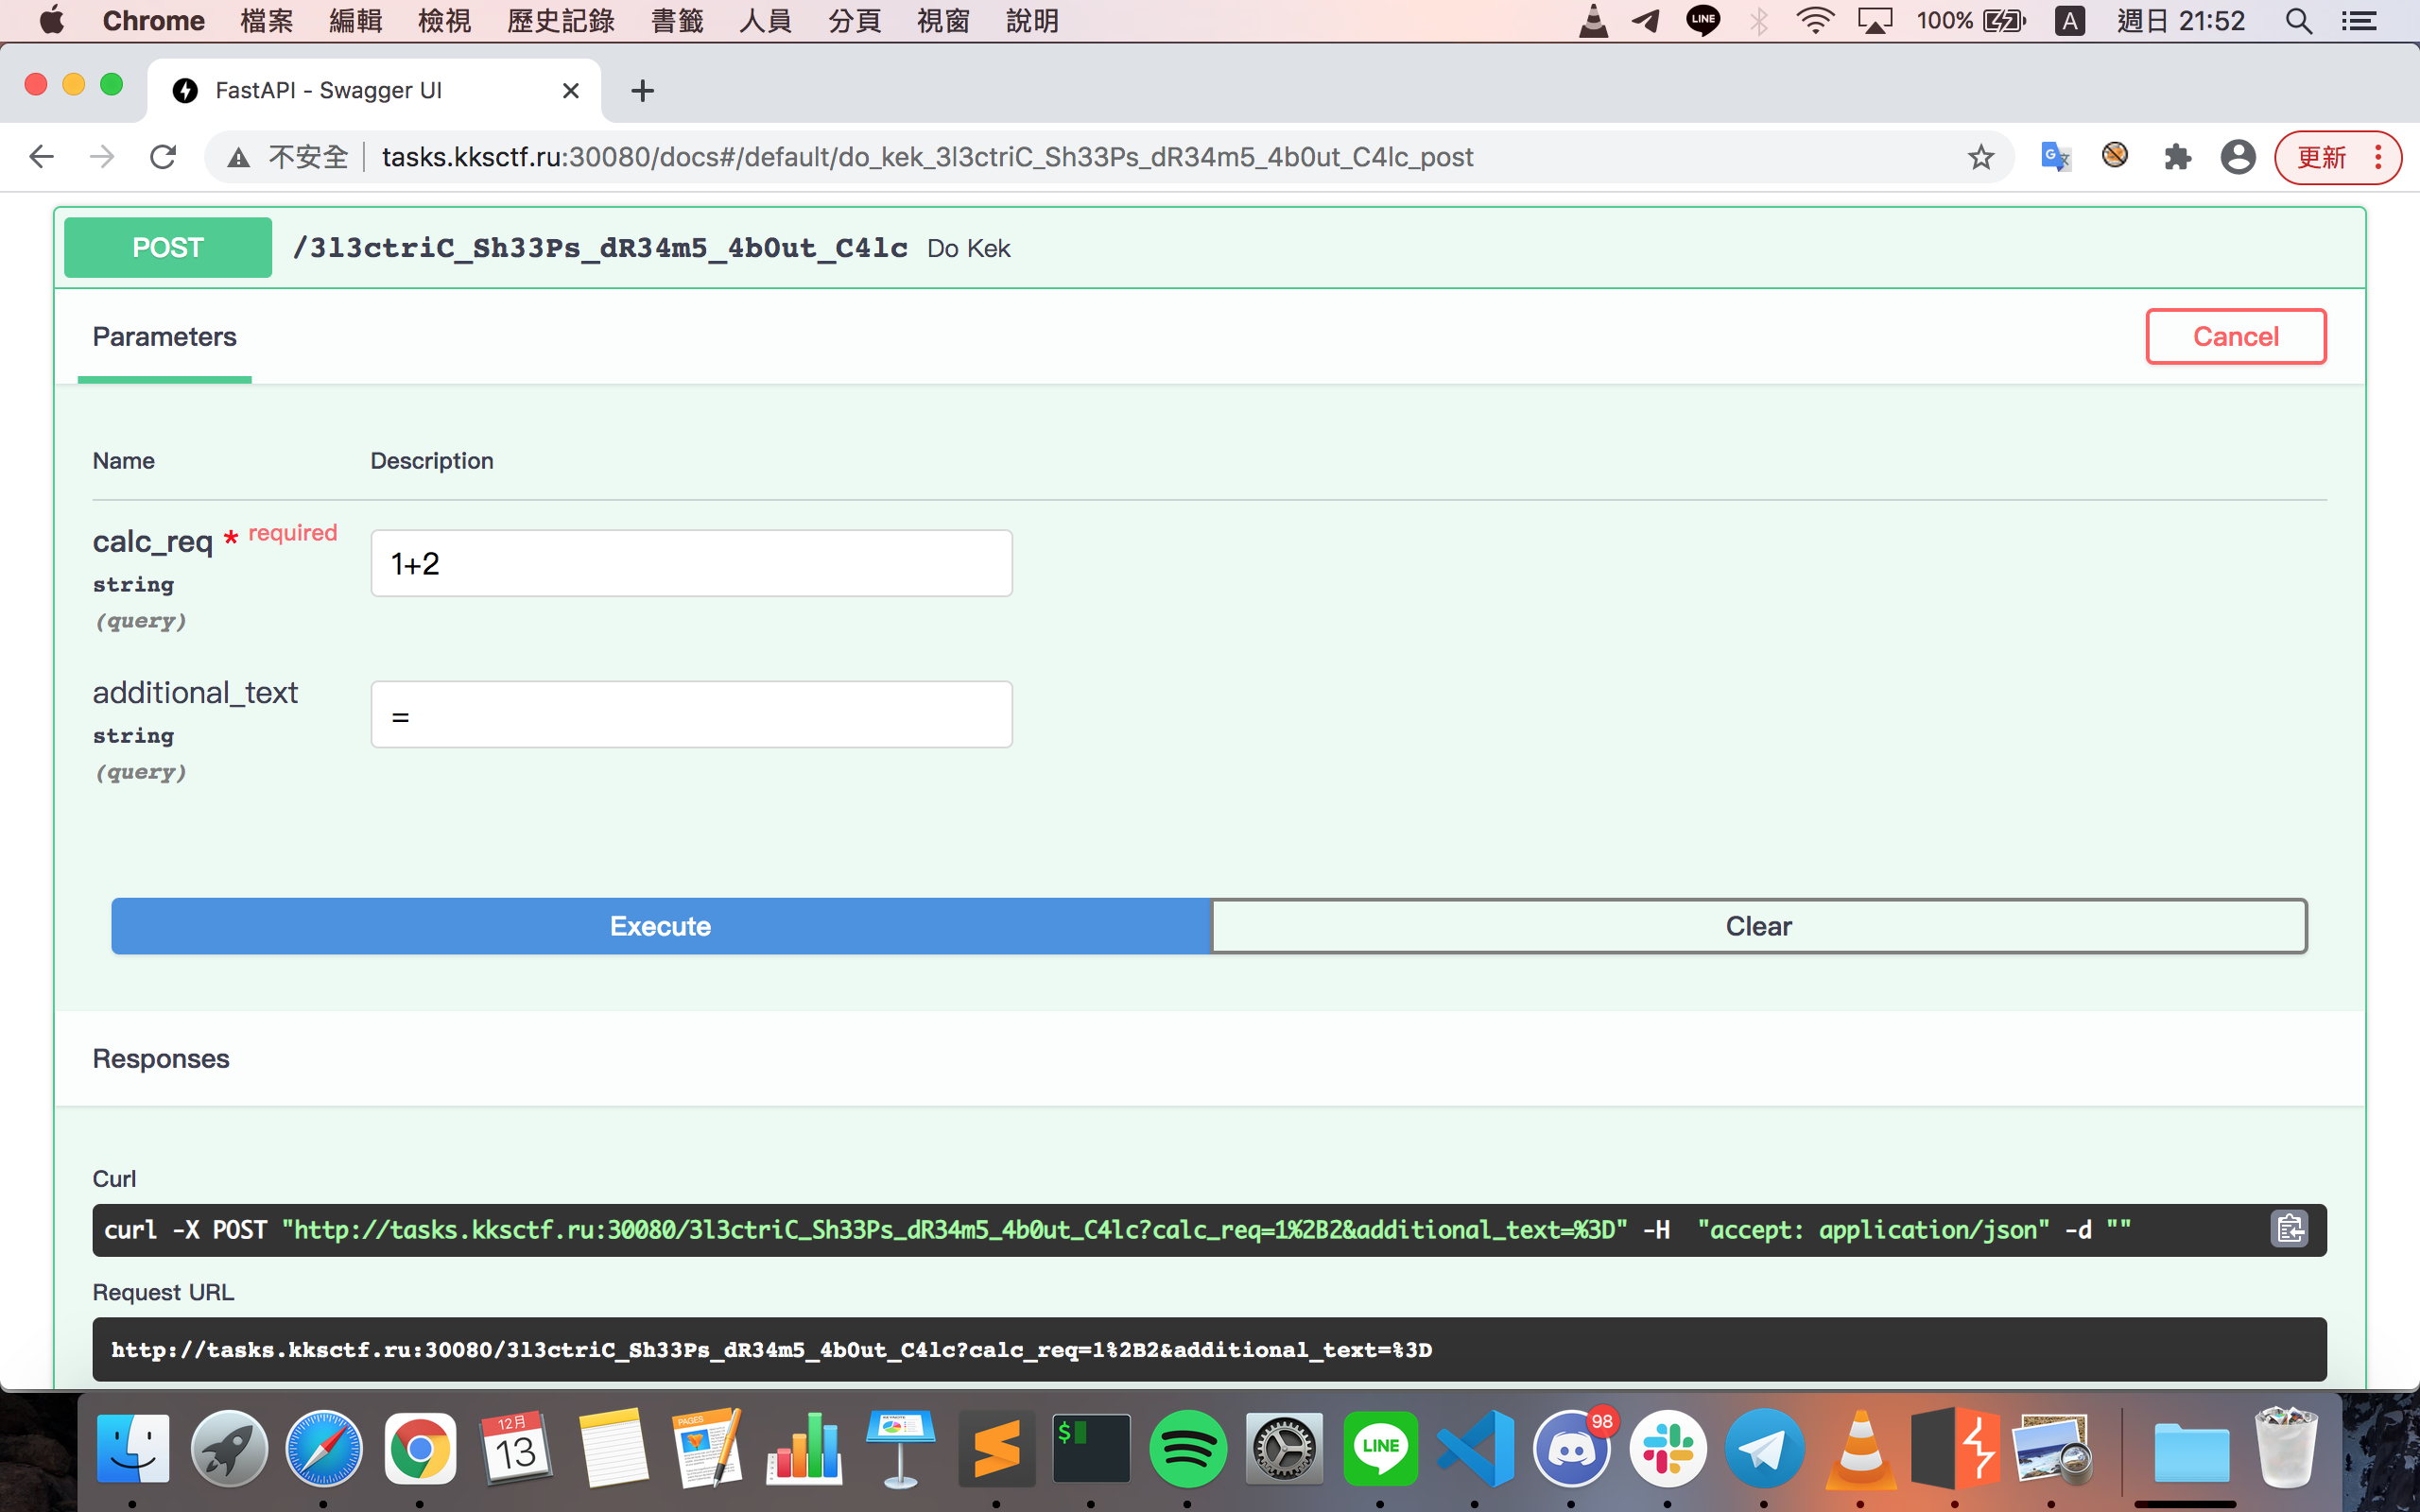 Chrome 檔案 編輯 檢視 歷史記錄 書籤 人員 分頁 視窗 說明 LINE 100% A 週日 21:52
FastAPI - Swagger UI
不安全 tasks.kksctf.ru:30080/docs#/default/do_kek_3l3ctriC_Sh33Ps_dR34m5_4b0ut_C4lc_post 更新
POST /3l3ctriC_Sh33Ps_dR34m5_4b0ut_C4lc Do Kek
Parameters Cancel
Name Description
calc_req * required
1+2
string
(query)
additional_text
=
string
(query)
Execute Clear
Responses
Curl
curl -X POST "http://tasks.kksctf.ru:30080/3l3ctriC_Sh33Ps_dR34m5_4b0ut_C4lc?calc_req=1%2B2&additional_text=%3D" -H  "accept: application/json" -d ""
Request URL
http://tasks.kksctf.ru:30080/3l3ctriC_Sh33Ps_dR34m5_4b0ut_C4lc?calc_req=1%2B2&additional_text=%3D
12月
13
PAGES
KEYNOTE
$
LINE
98